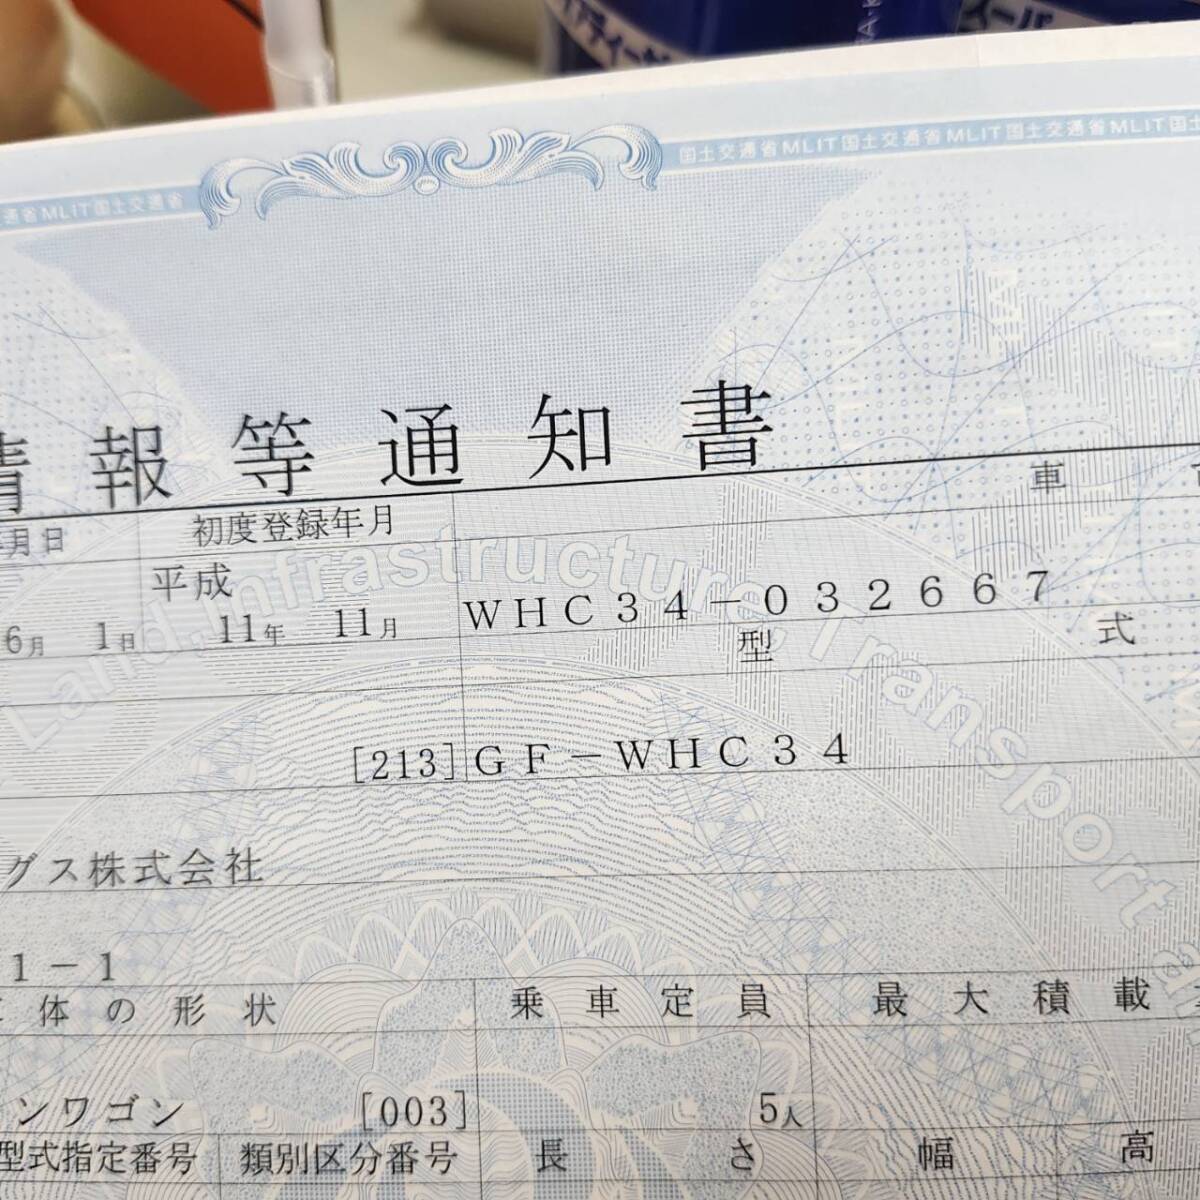 国土交通省MLIT国土交通省MLIT国土交通省MLIT国土
通省MLIT国土交通省
情報等通知書
月日 初度登録年月 車
平成
6月 1日 11年 11月 WHC34-032667
型 式
[213] GF-WHC34
グス株式会社
1-1
体の形状 乗車定員 最大積載
ンワゴン [003] 5人
型式指定番号 類別区分番号 長さ 幅 高
Land, Infrastructure, Transport